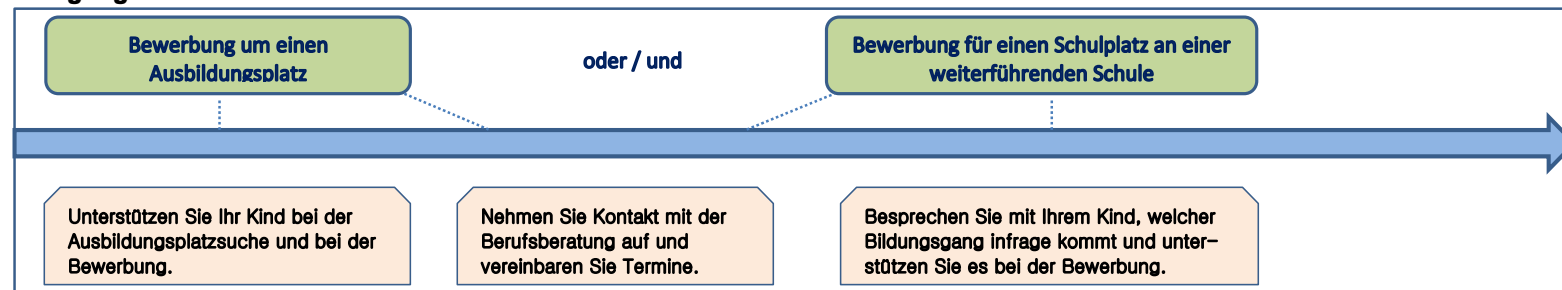 Bewerbung um einen
Ausbildungsplatz
oder / und
Bewerbung für einen Schulplatz an einer
weiterführenden Schule
Unterstützen Sie Ihr Kind bei der
Ausbildungsplatzsuche und bei der
Bewerbung.
Nehmen Sie Kontakt mit der
Berufsberatung auf und
vereinbaren Sie Termine.
Besprechen Sie mit Ihrem Kind, welcher
Bildungsgang infrage kommt und unter-
stützen Sie es bei der Bewerbung.